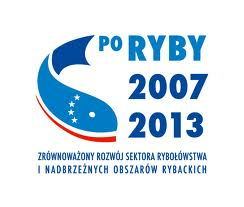 PO RYBY
2007
2013
ZRÓWNOWAŻONY ROZWÓJ SEKTORA RYBOŁÓWSTWA
I NADBRZEŻNYCH OBSZARÓW RYBACKICH